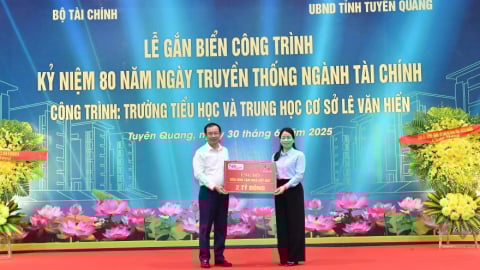 BỘ TÀI CHÍNH
UBND TỈNH TUYÊN QUANG
LỄ GẮN BIỂN CÔNG TRÌNH
KỶ NIỆM 80 NĂM NGÀY TRUYỀN THỐNG NGÀNH TÀI CHÍNH
CÔNG TRÌNH: TRƯỜNG TIỂU HỌC VÀ TRUNG HỌC CƠ SỞ LÊ VĂN HIẾN
Tuyên Quang, 30 tháng 6 2025
ỦNG HỘ
2 TỶ ĐỒNG